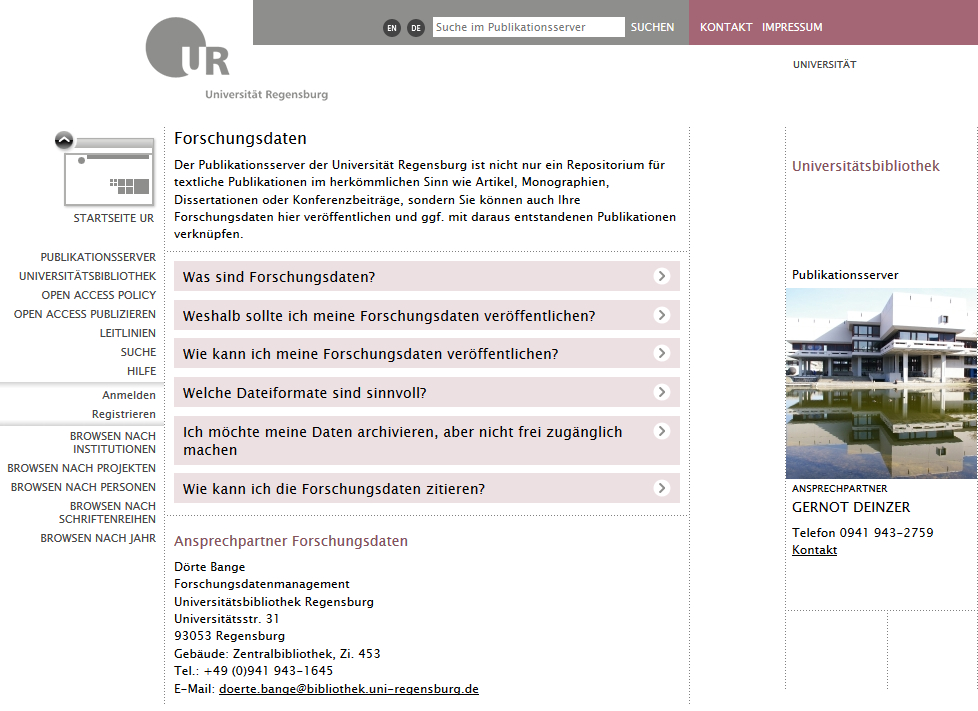 EN
DE
Suche im Publikationsserver
SUCHEN
KONTAKT
IMPRESSUM
UR
Universität Regensburg
UNIVERSITÄT
STARTSEITE UR
PUBLIKATIONSSERVER
UNIVERSITÄTSBIBLIOTHEK
OPEN ACCESS POLICY
OPEN ACCESS PUBLIZIEREN
LEITLINIEN
SUCHE
HILFE
Anmelden
Registrieren
BROWSEN NACH
INSTITUTIONEN
BROWSEN NACH PROJEKTEN
BROWSEN NACH PERSONEN
BROWSEN NACH
SCHRIFTENREIHEN
BROWSEN NACH JAHR
Forschungsdaten
Der Publikationsserver der Universität Regensburg ist nicht nur ein Repositorium für
textliche Publikationen im herkömmlichen Sinn wie Artikel, Monographien,
Dissertationen oder Konferenzbeiträge, sondern Sie können auch Ihre
Forschungsdaten hier veröffentlichen und ggf. mit daraus entstandenen Publikationen
verknüpfen.
Was sind Forschungsdaten?
Weshalb sollte ich meine Forschungsdaten veröffentlichen?
Wie kann ich meine Forschungsdaten veröffentlichen?
Welche Dateiformate sind sinnvoll?
Ich möchte meine Daten archivieren, aber nicht frei zugänglich
machen
Wie kann ich die Forschungsdaten zitieren?
Ansprechpartner Forschungsdaten
Dörte Bange
Forschungsdatenmanagement
Universitätsbibliothek Regensburg
Universitätsstr. 31
93053 Regensburg
Gebäude: Zentralbibliothek, Zi. 453
Tel.: +49 (0)941 943-1645
E-Mail: doerte.bange@bibliothek.uni-regensburg.de
Universitätsbibliothek
Publikationsserver
ANSPRECHPARTNER
GERNOT DEINZER
Telefon 0941 943-2759
Kontakt